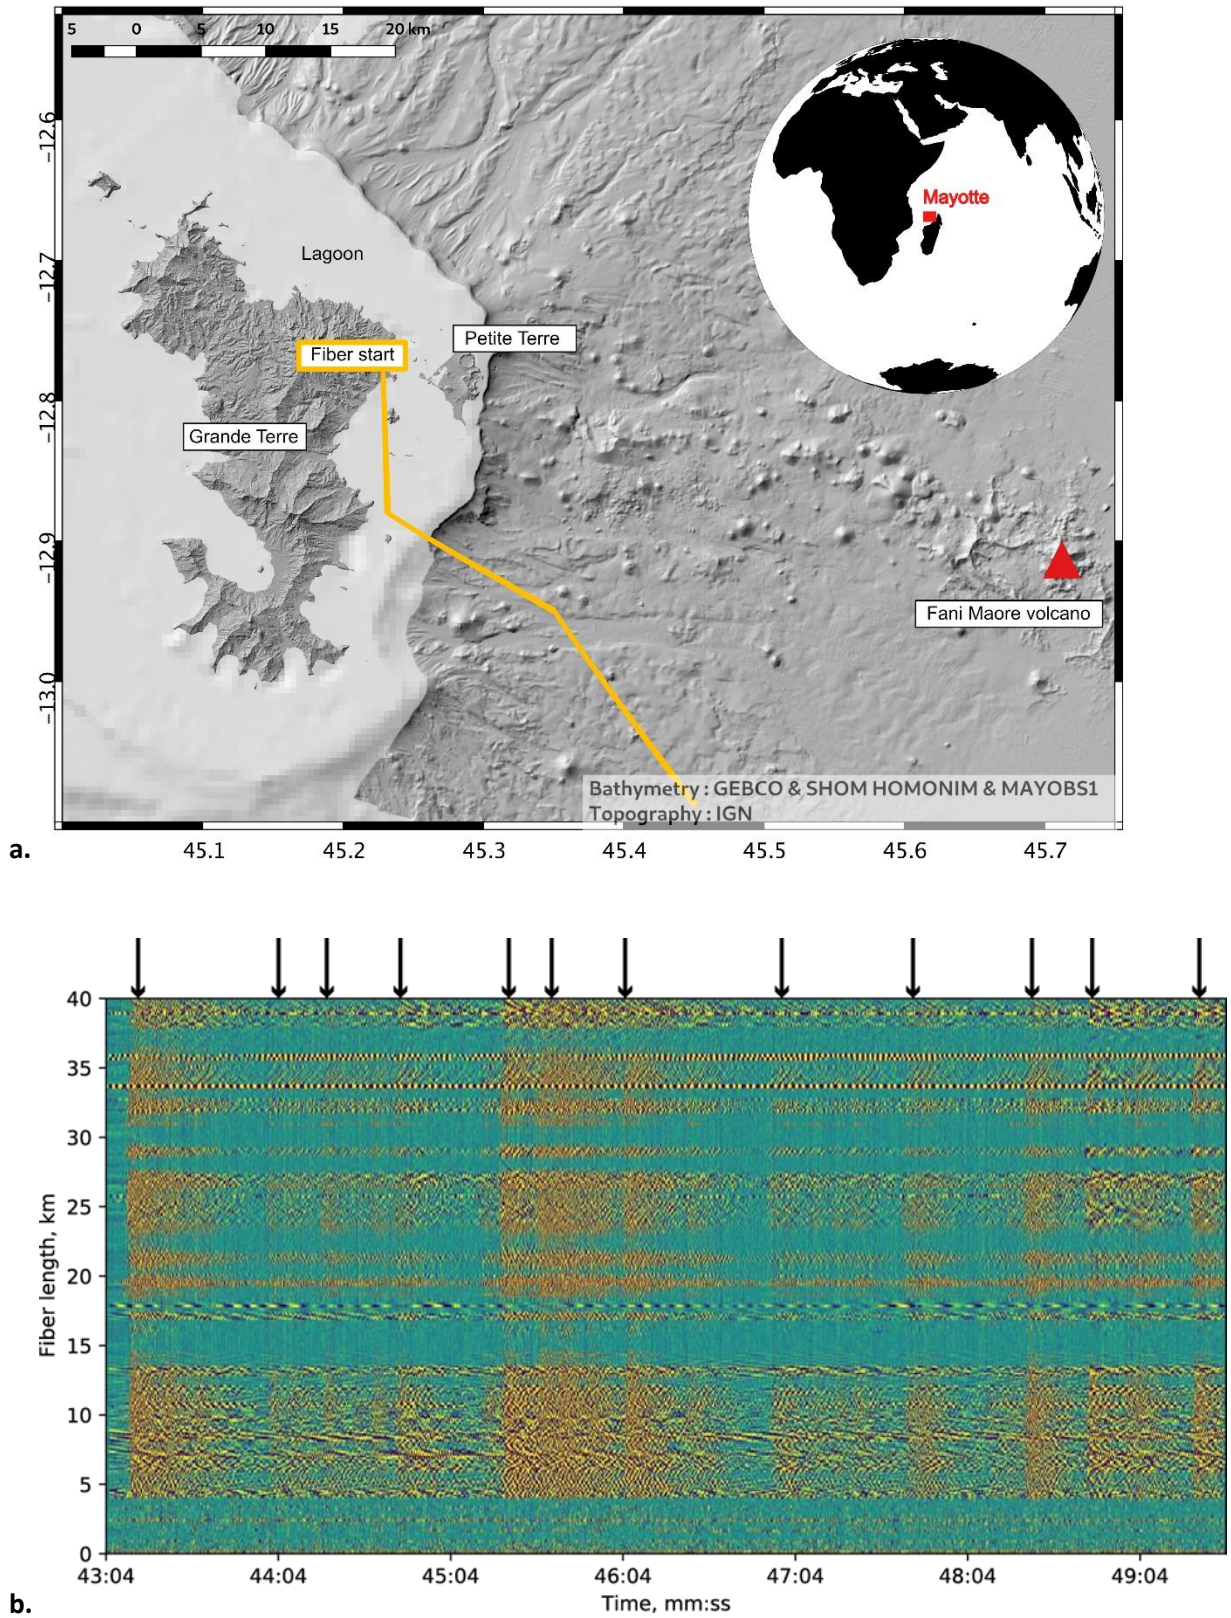 5 0 5 10 15 20 km
−12.6
−12.7
−12.8
−12.9
−13.0
Mayotte
Lagoon
Petite Terre
Fiber start
Grande Terre
Fani Maore volcano
Bathymetry : GEBCO & SHOM HOMONIM & MAYOBS1
Topography : IGN
45.1 45.2 45.3 45.4 45.5 45.6 45.7
a.
40
35
30
25
20
15
10
5
0
Fiber length, km
43:04 44:04 45:04 46:04 47:04 48:04 49:04
Time, mm:ss
b.